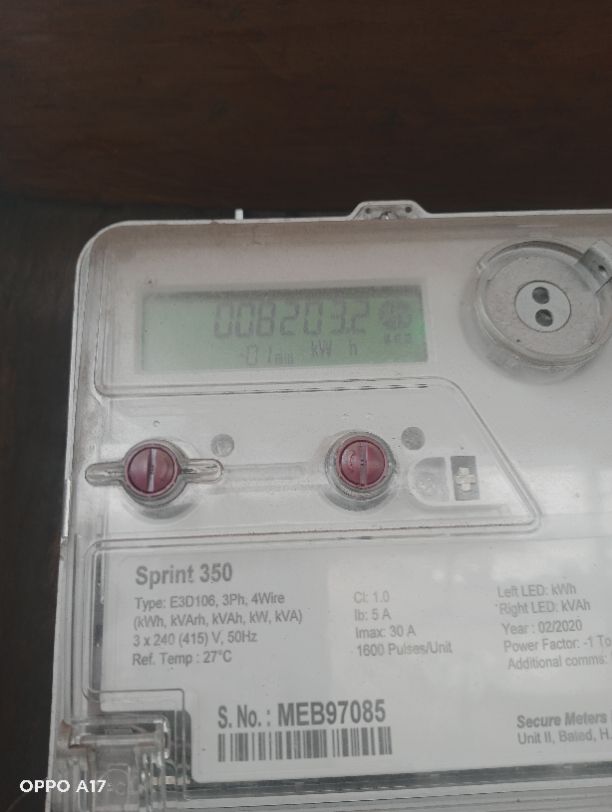 008203.2
kW h
Sprint 350
Type: E3D106, 3Ph, 4Wire
(kWh, kVArh, kVAh, kW, kVA)
3 x 240 (415) V, 50Hz
Ref. Temp : 27°C
Cl: 1.0
Ib: 5 A
Imax: 30 A
1600 Pulses/Unit
Left LED: kWh
Right LED: kVAh
Year : 02/2020
Power Factor: -1 To
Additional comms:
S. No. : MEB97085
Secure Meters
Unit II, Baled, H.
OPPO A17